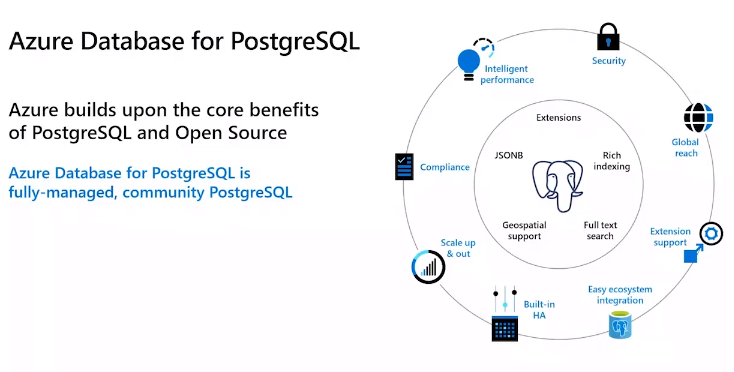 Azure Database for PostgreSQL
Azure builds upon the core benefits
of PostgreSQL and Open Source
Azure Database for PostgreSQL is
fully-managed, community PostgreSQL
Intelligent
performance
Security
Global
reach
Extension
support
Easy ecosystem
integration
Built-in
HA
Scale up
& out
Compliance
Extensions
JSONB
Rich
indexing
Geospatial
support
Full text
search